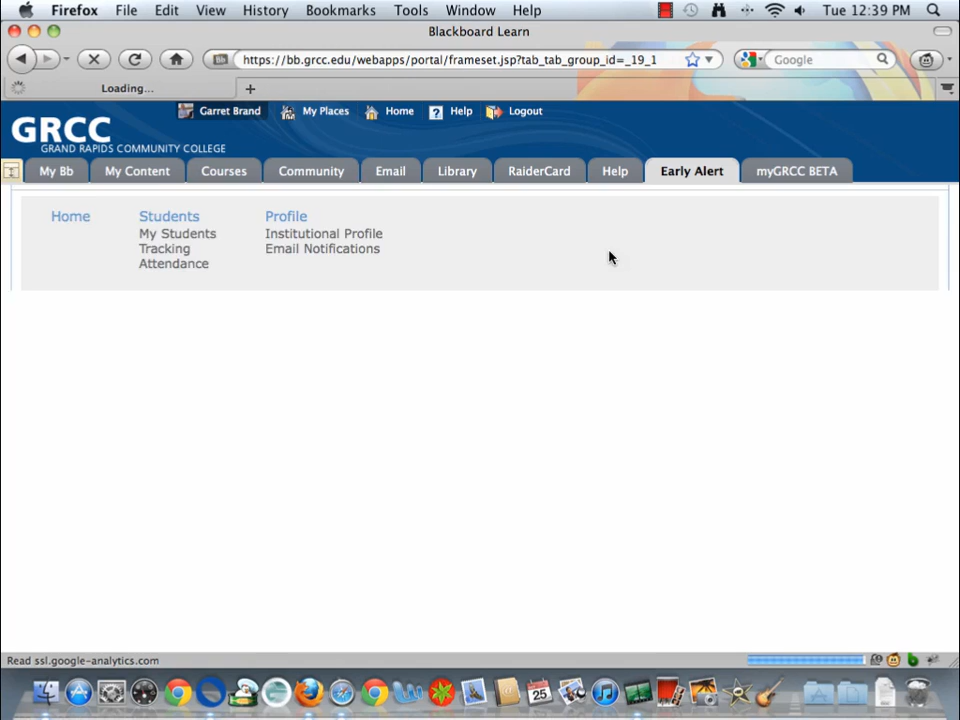 Firefox File Edit View History Bookmarks Tools Window Help Tue 12:39 PM
Blackboard Learn
https://bb.grcc.edu/webapps/portal/frameset.jsp?tab_tab_group_id=_19_1 Google
Loading... +
Garret Brand My Places Home ? Help Logout
GRCC
GRAND RAPIDS COMMUNITY COLLEGE
My Bb My Content Courses Community Email Library RaiderCard Help Early Alert myGRCC BETA
Home Students Profile
My Students Institutional Profile
Tracking Email Notifications
Attendance
Read ssl.google-analytics.com
25